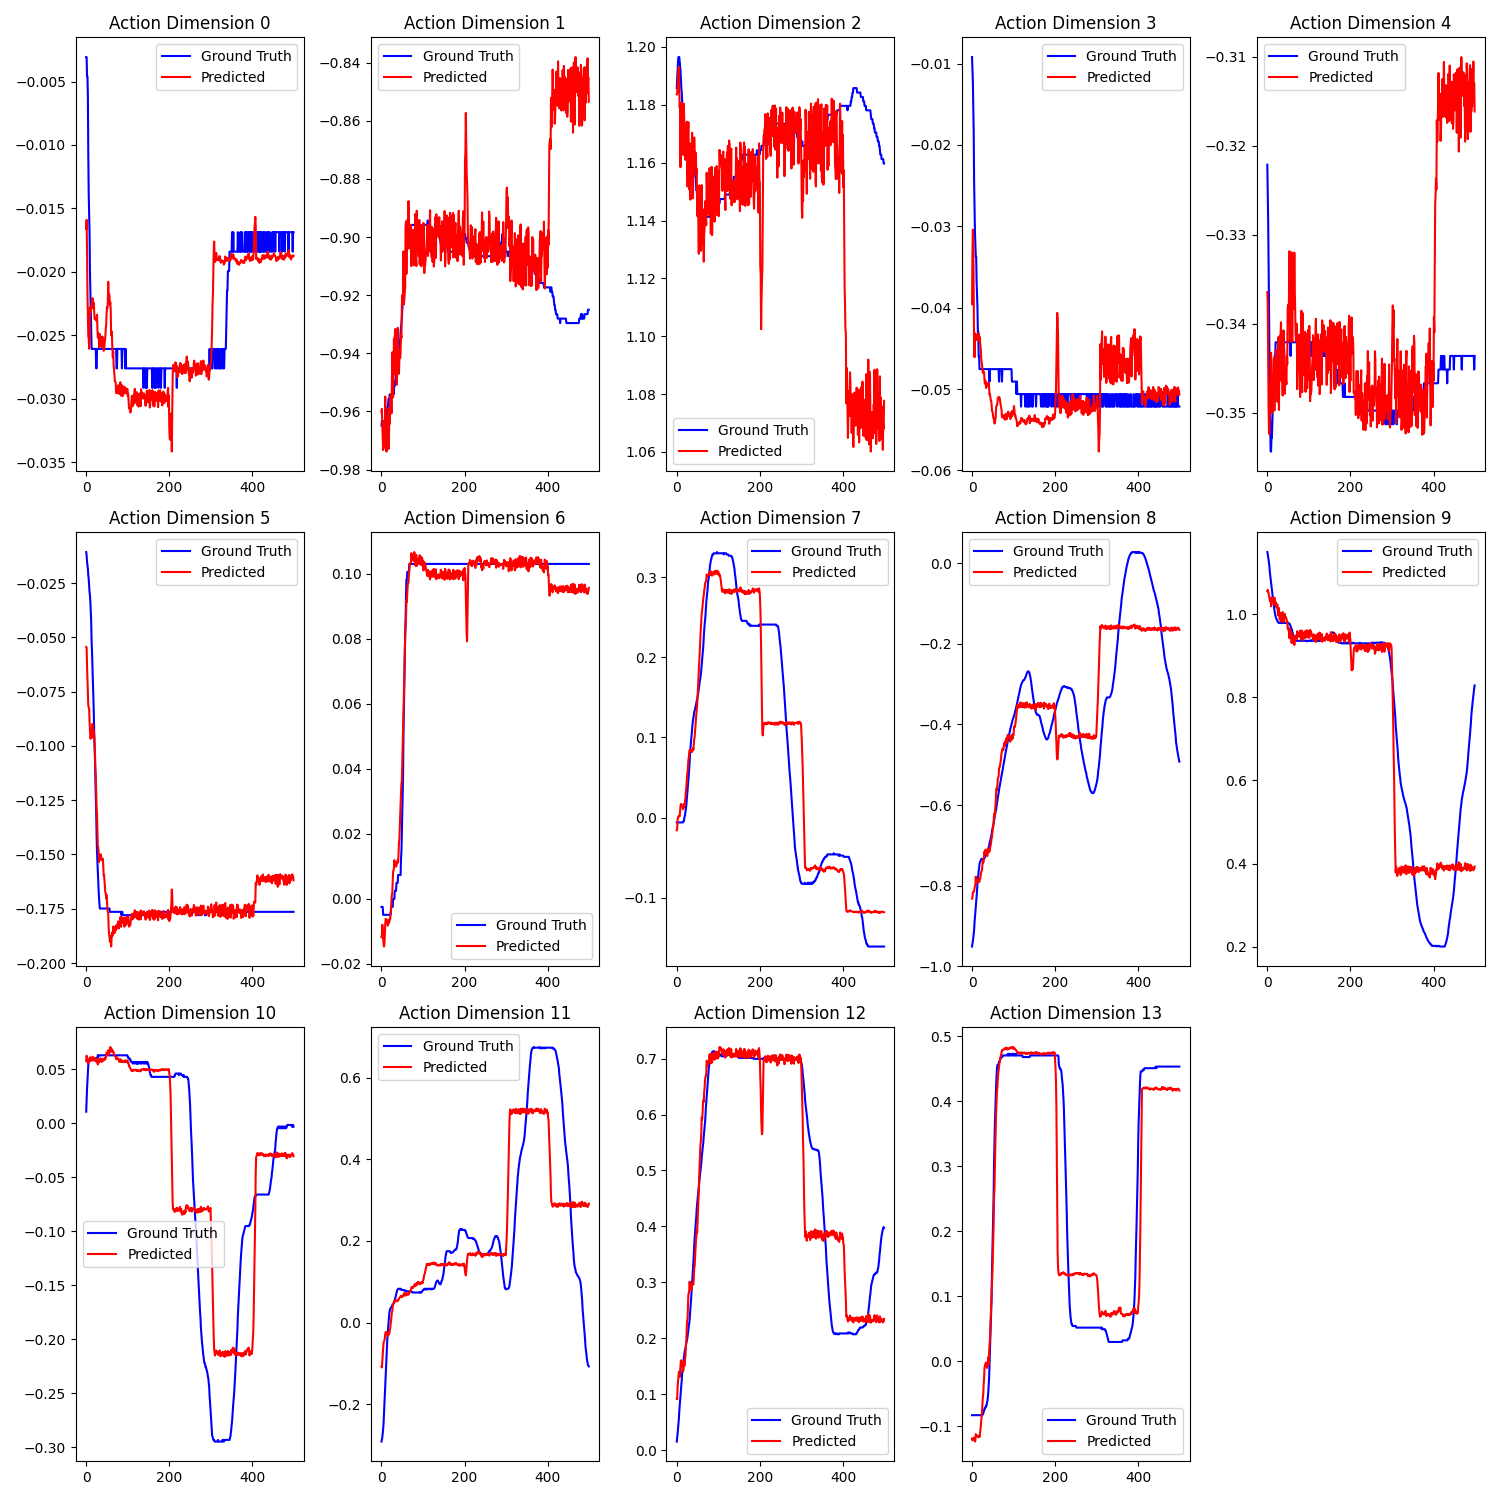 Action Dimension 0
Ground Truth
Predicted
−0.005
−0.010
−0.015
−0.020
−0.025
−0.030
−0.035
0 200 400
Action Dimension 1
Ground Truth
Predicted
−0.84
−0.86
−0.88
−0.90
−0.92
−0.94
−0.96
−0.98
0 200 400
Action Dimension 2
1.20
1.18
1.16
1.14
1.12
1.10
1.08
1.06
Ground Truth
Predicted
0 200 400
Action Dimension 3
Ground Truth
Predicted
−0.01
−0.02
−0.03
−0.04
−0.05
−0.06
0 200 400
Action Dimension 4
Ground Truth
Predicted
−0.31
−0.32
−0.33
−0.34
−0.35
0 200 400
Action Dimension 5
Ground Truth
Predicted
−0.025
−0.050
−0.075
−0.100
−0.125
−0.150
−0.175
−0.200
0 200 400
Action Dimension 6
0.10
0.08
0.06
0.04
0.02
0.00
−0.02
Ground Truth
Predicted
0 200 400
Action Dimension 7
Ground Truth
Predicted
0.3
0.2
0.1
0.0
−0.1
0 200 400
Action Dimension 8
Ground Truth
Predicted
0.0
−0.2
−0.4
−0.6
−0.8
−1.0
0 200 400
Action Dimension 9
Ground Truth
Predicted
1.0
0.8
0.6
0.4
0.2
0 200 400
Action Dimension 10
0.05
0.00
−0.05
−0.10
−0.15
−0.20
−0.25
−0.30
Ground Truth
Predicted
0 200 400
Action Dimension 11
Ground Truth
Predicted
0.6
0.4
0.2
0.0
−0.2
0 200 400
Action Dimension 12
0.7
0.6
0.5
0.4
0.3
0.2
0.1
0.0
Ground Truth
Predicted
0 200 400
Action Dimension 13
0.5
0.4
0.3
0.2
0.1
0.0
−0.1
Ground Truth
Predicted
0 200 400